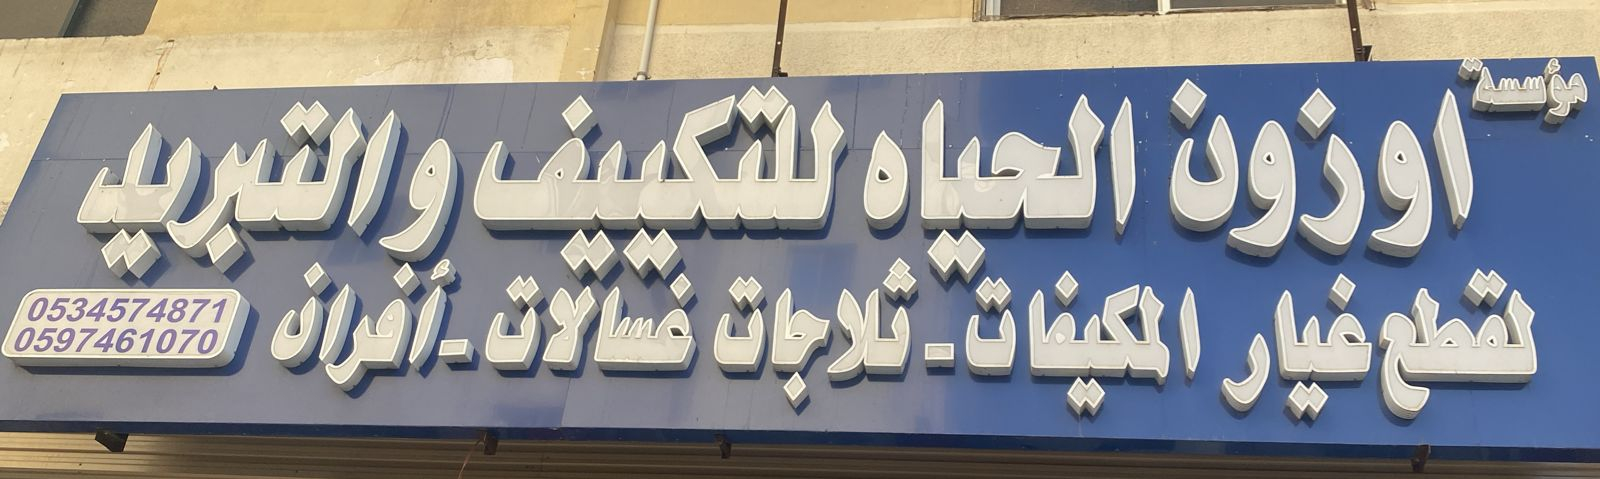 مؤسسة
اوزون الحياه للتكييف والتبريد
لقطع غيار المكيفات - ثلاجات غسالات - أفران
0534574871
0597461070